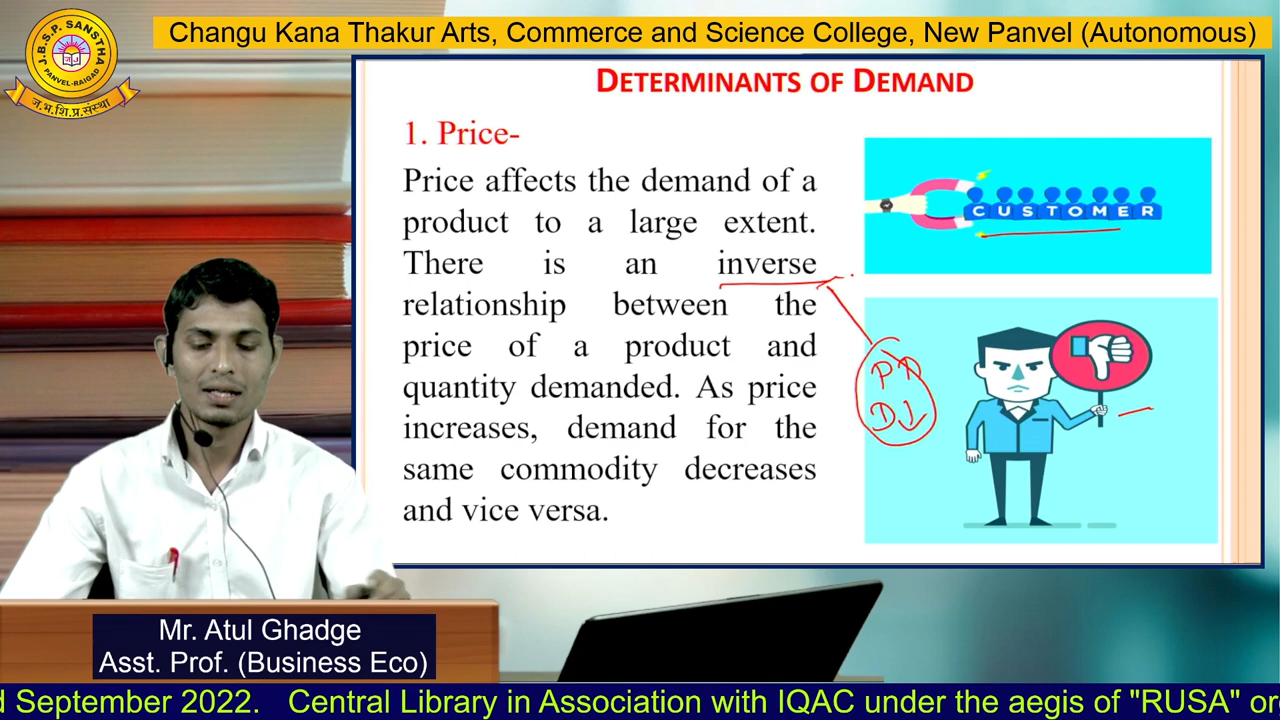 J.B.S.P. SANSTHA
PANVEL-RAIGAD
ज.भ.शि.प्र.संस्था
Changu Kana Thakur Arts, Commerce and Science College, New Panvel (Autonomous)
DETERMINANTS OF DEMAND
1. Price-
Price affects the demand of a
product to a large extent.
There is an inverse
relationship between the
price of a product and
quantity demanded. As price
increases, demand for the
same commodity decreases
and vice versa.
CUSTOMER
P↑
D↓
Mr. Atul Ghadge
Asst. Prof. (Business Eco)
September 2022. Central Library in Association with IQAC under the aegis of "RUSA"